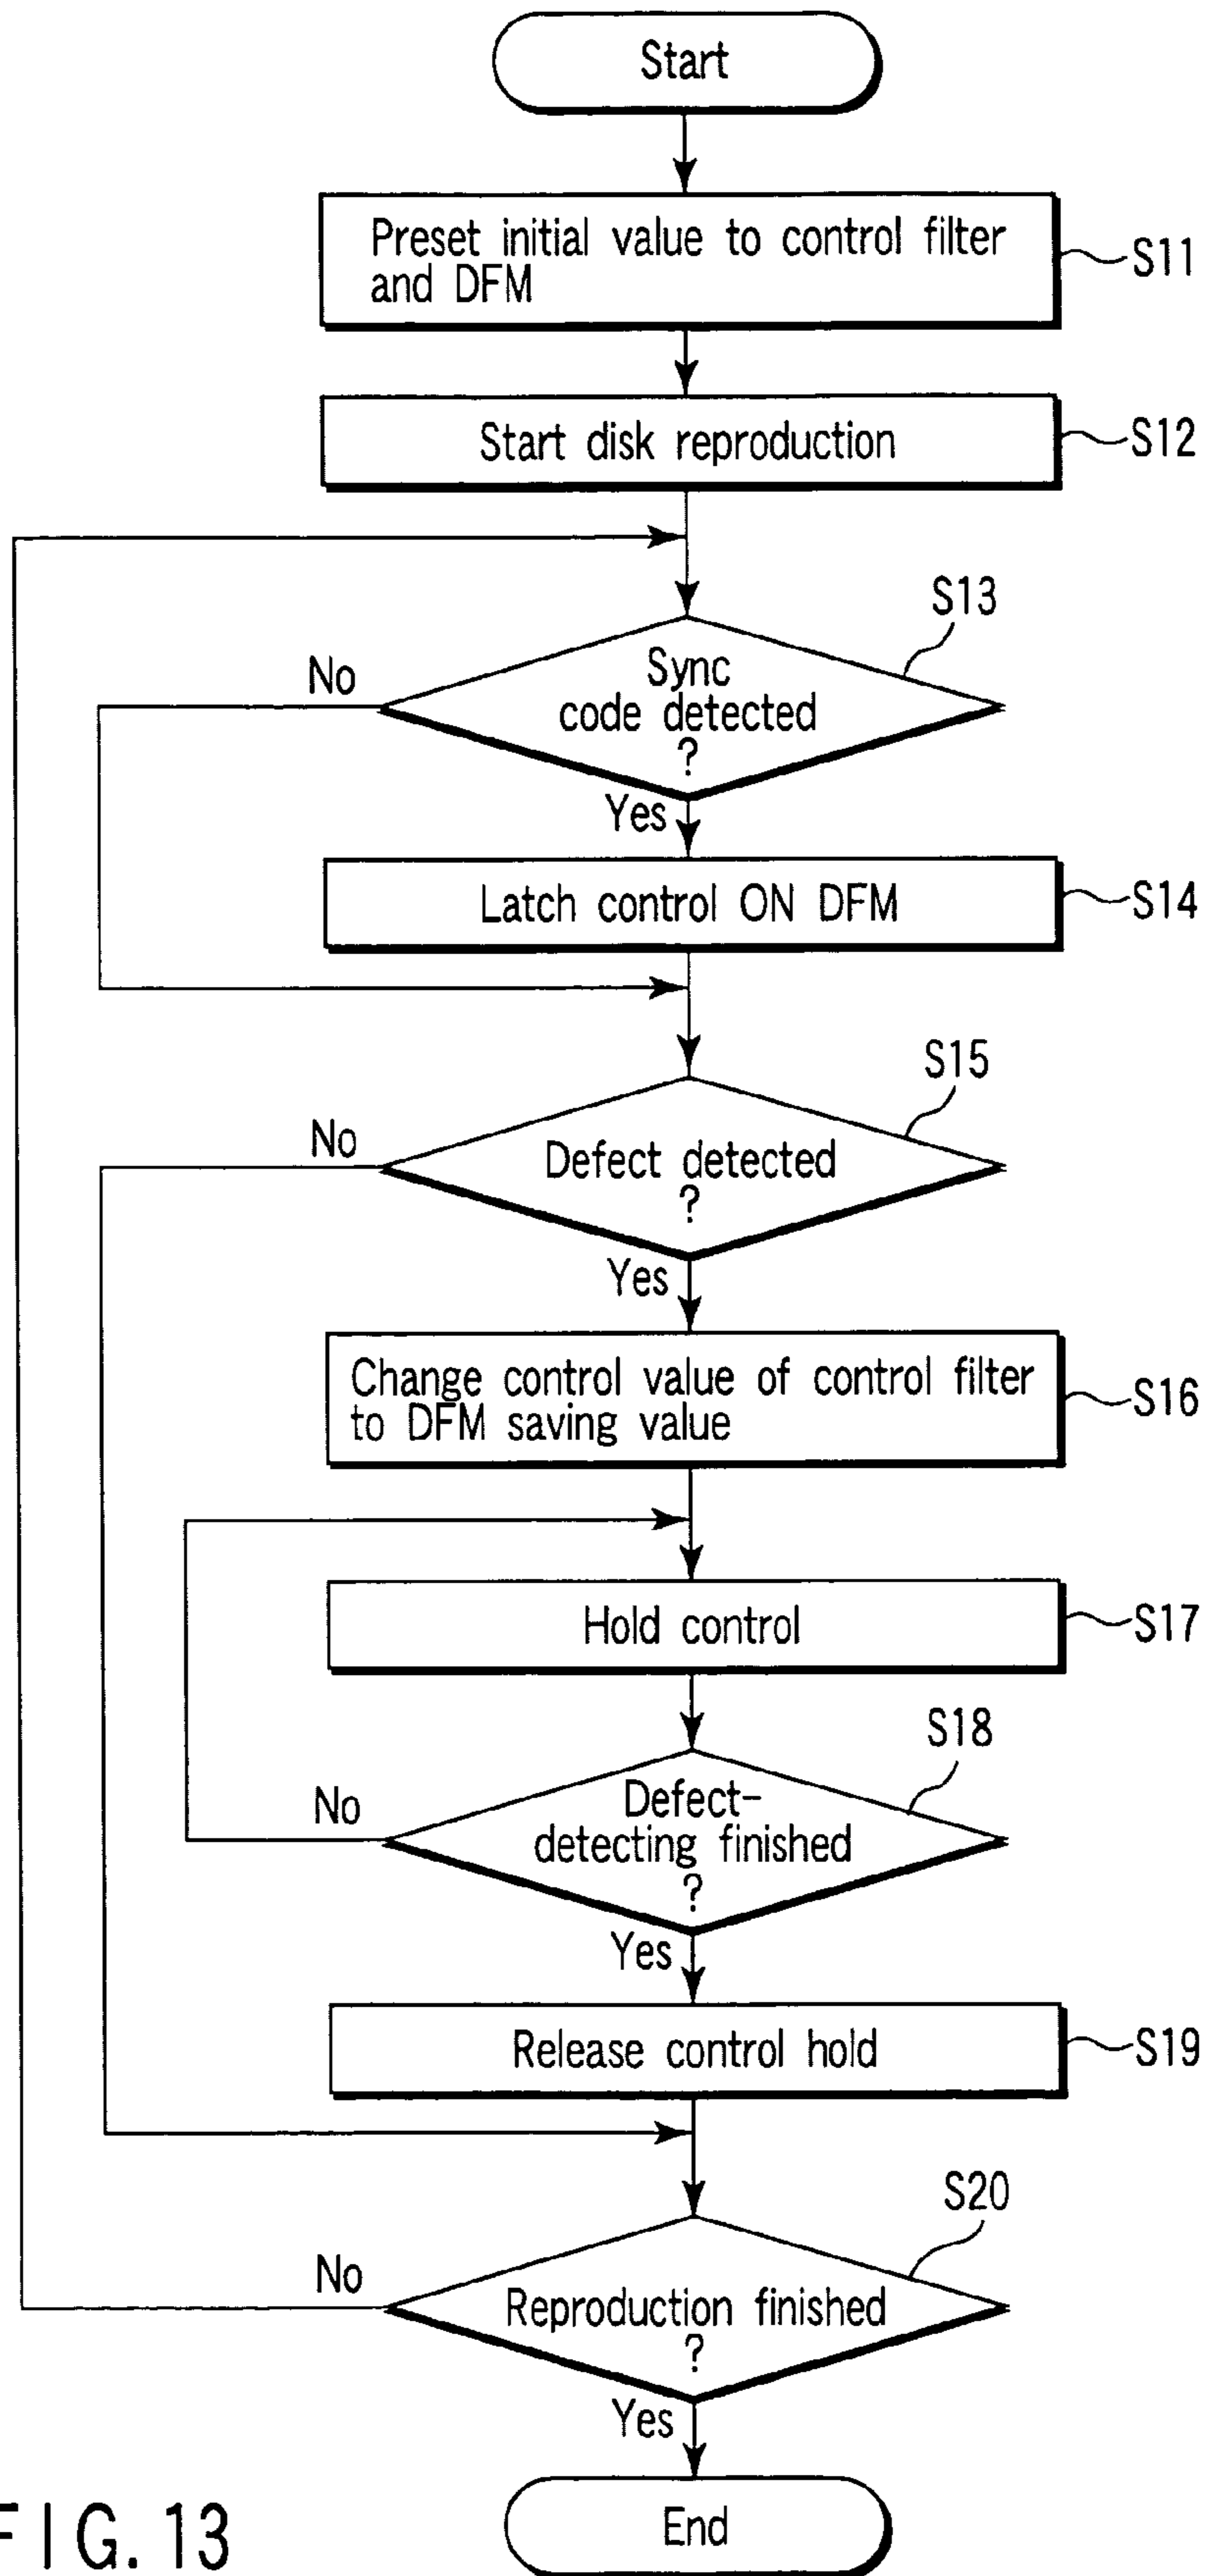 Start
Preset initial value to control filter
and DFM
S11
Start disk reproduction
S12
S13
Sync
code detected
?
No
Yes
Latch control ON DFM
S14
S15
Defect detected
?
No
Yes
Change control value of control filter
to DFM saving value
S16
Hold control
S17
S18
Defect-
detecting finished
?
No
Yes
Release control hold
S19
S20
Reproduction finished
?
No
Yes
End
FIG. 13